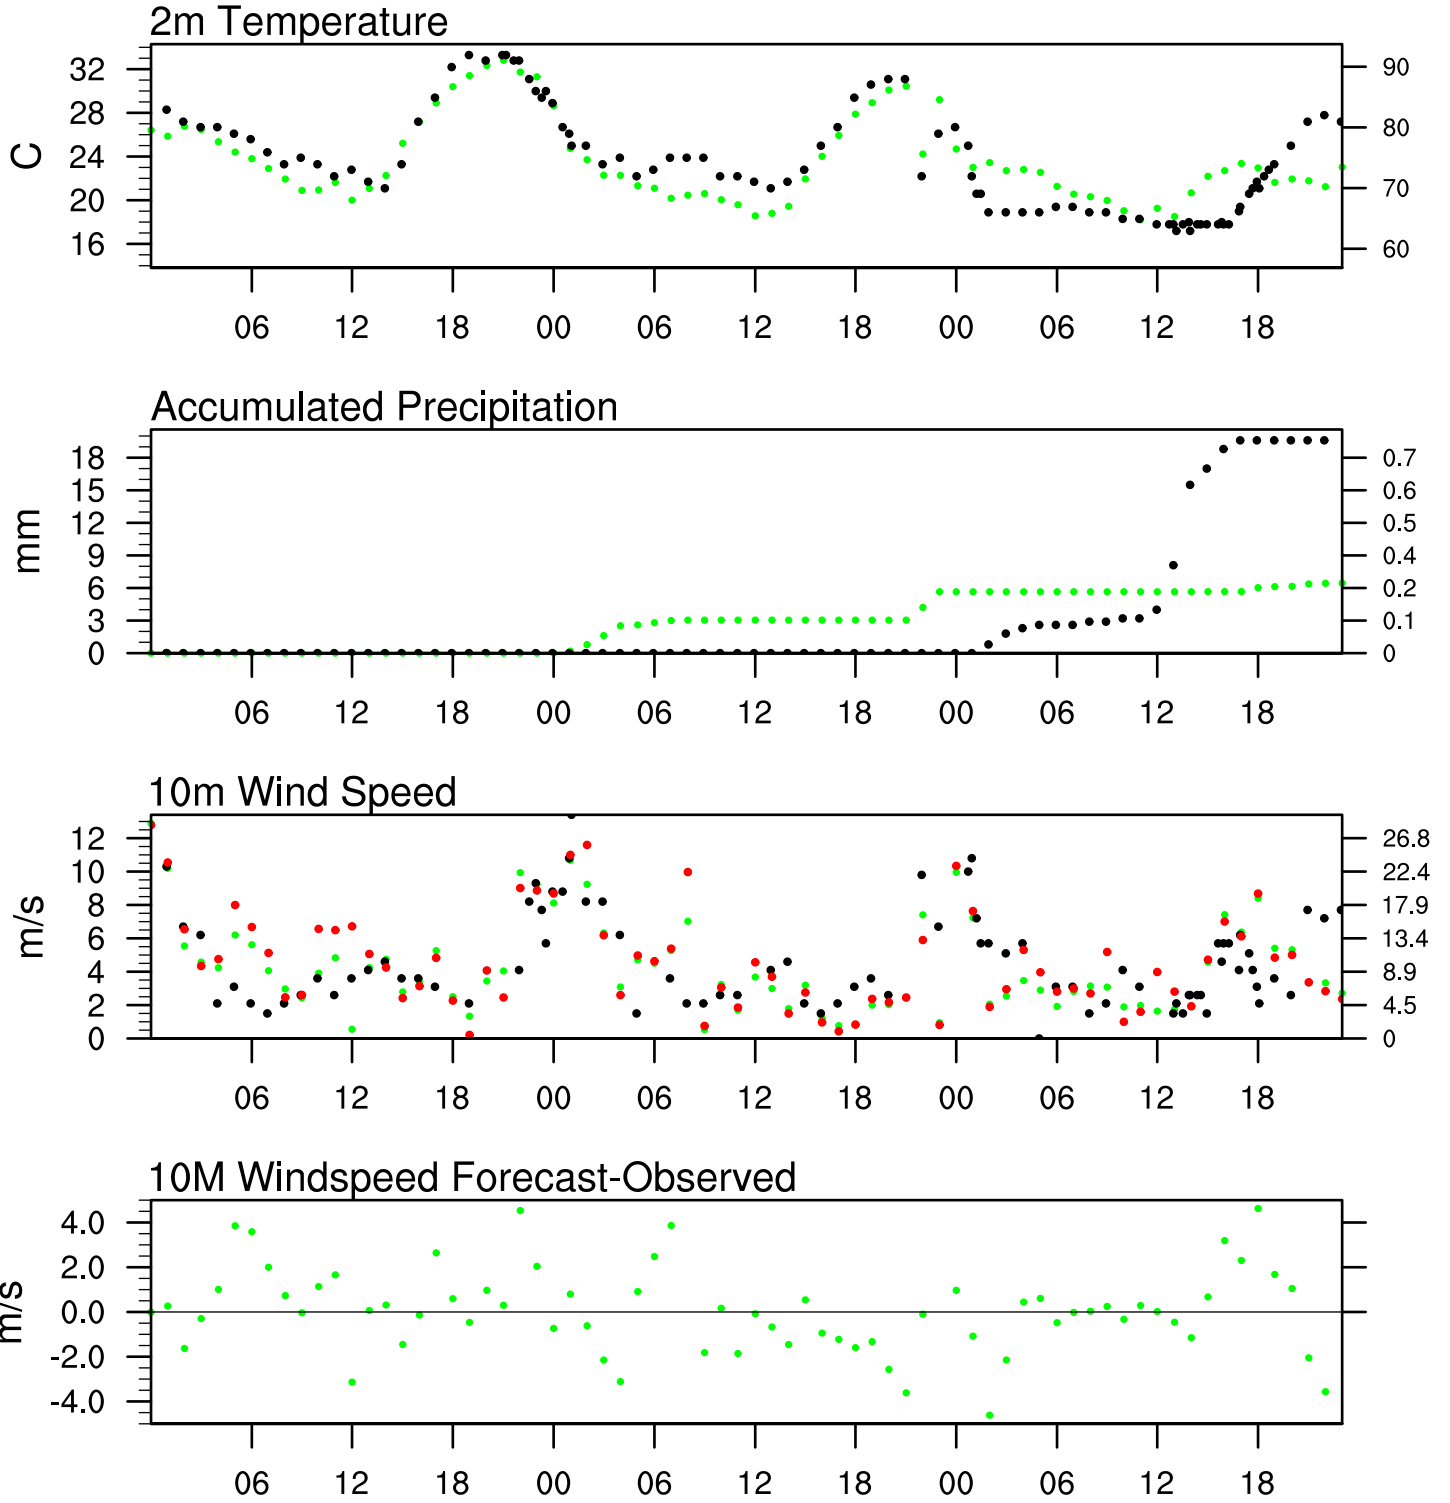 2m Temperature
32 90
28 80
24
C
20 70
16 60
06 12 18 00 06 12 18 00 06 12 18
Accumulated Precipitation
18 0.7
15 0.6
12 0.5
mm
9 0.4
6 0.2
3 0.1
0 0
06 12 18 00 06 12 18 00 06 12 18
10m Wind Speed
12 26.8
10 22.4
8 17.9
m/s
6 13.4
4 8.9
2 4.5
0 0
06 12 18 00 06 12 18 00 06 12 18
10M Windspeed Forecast-Observed
4.0
2.0
0.0
m/s
-2.0
-4.0
06 12 18 00 06 12 18 00 06 12 18